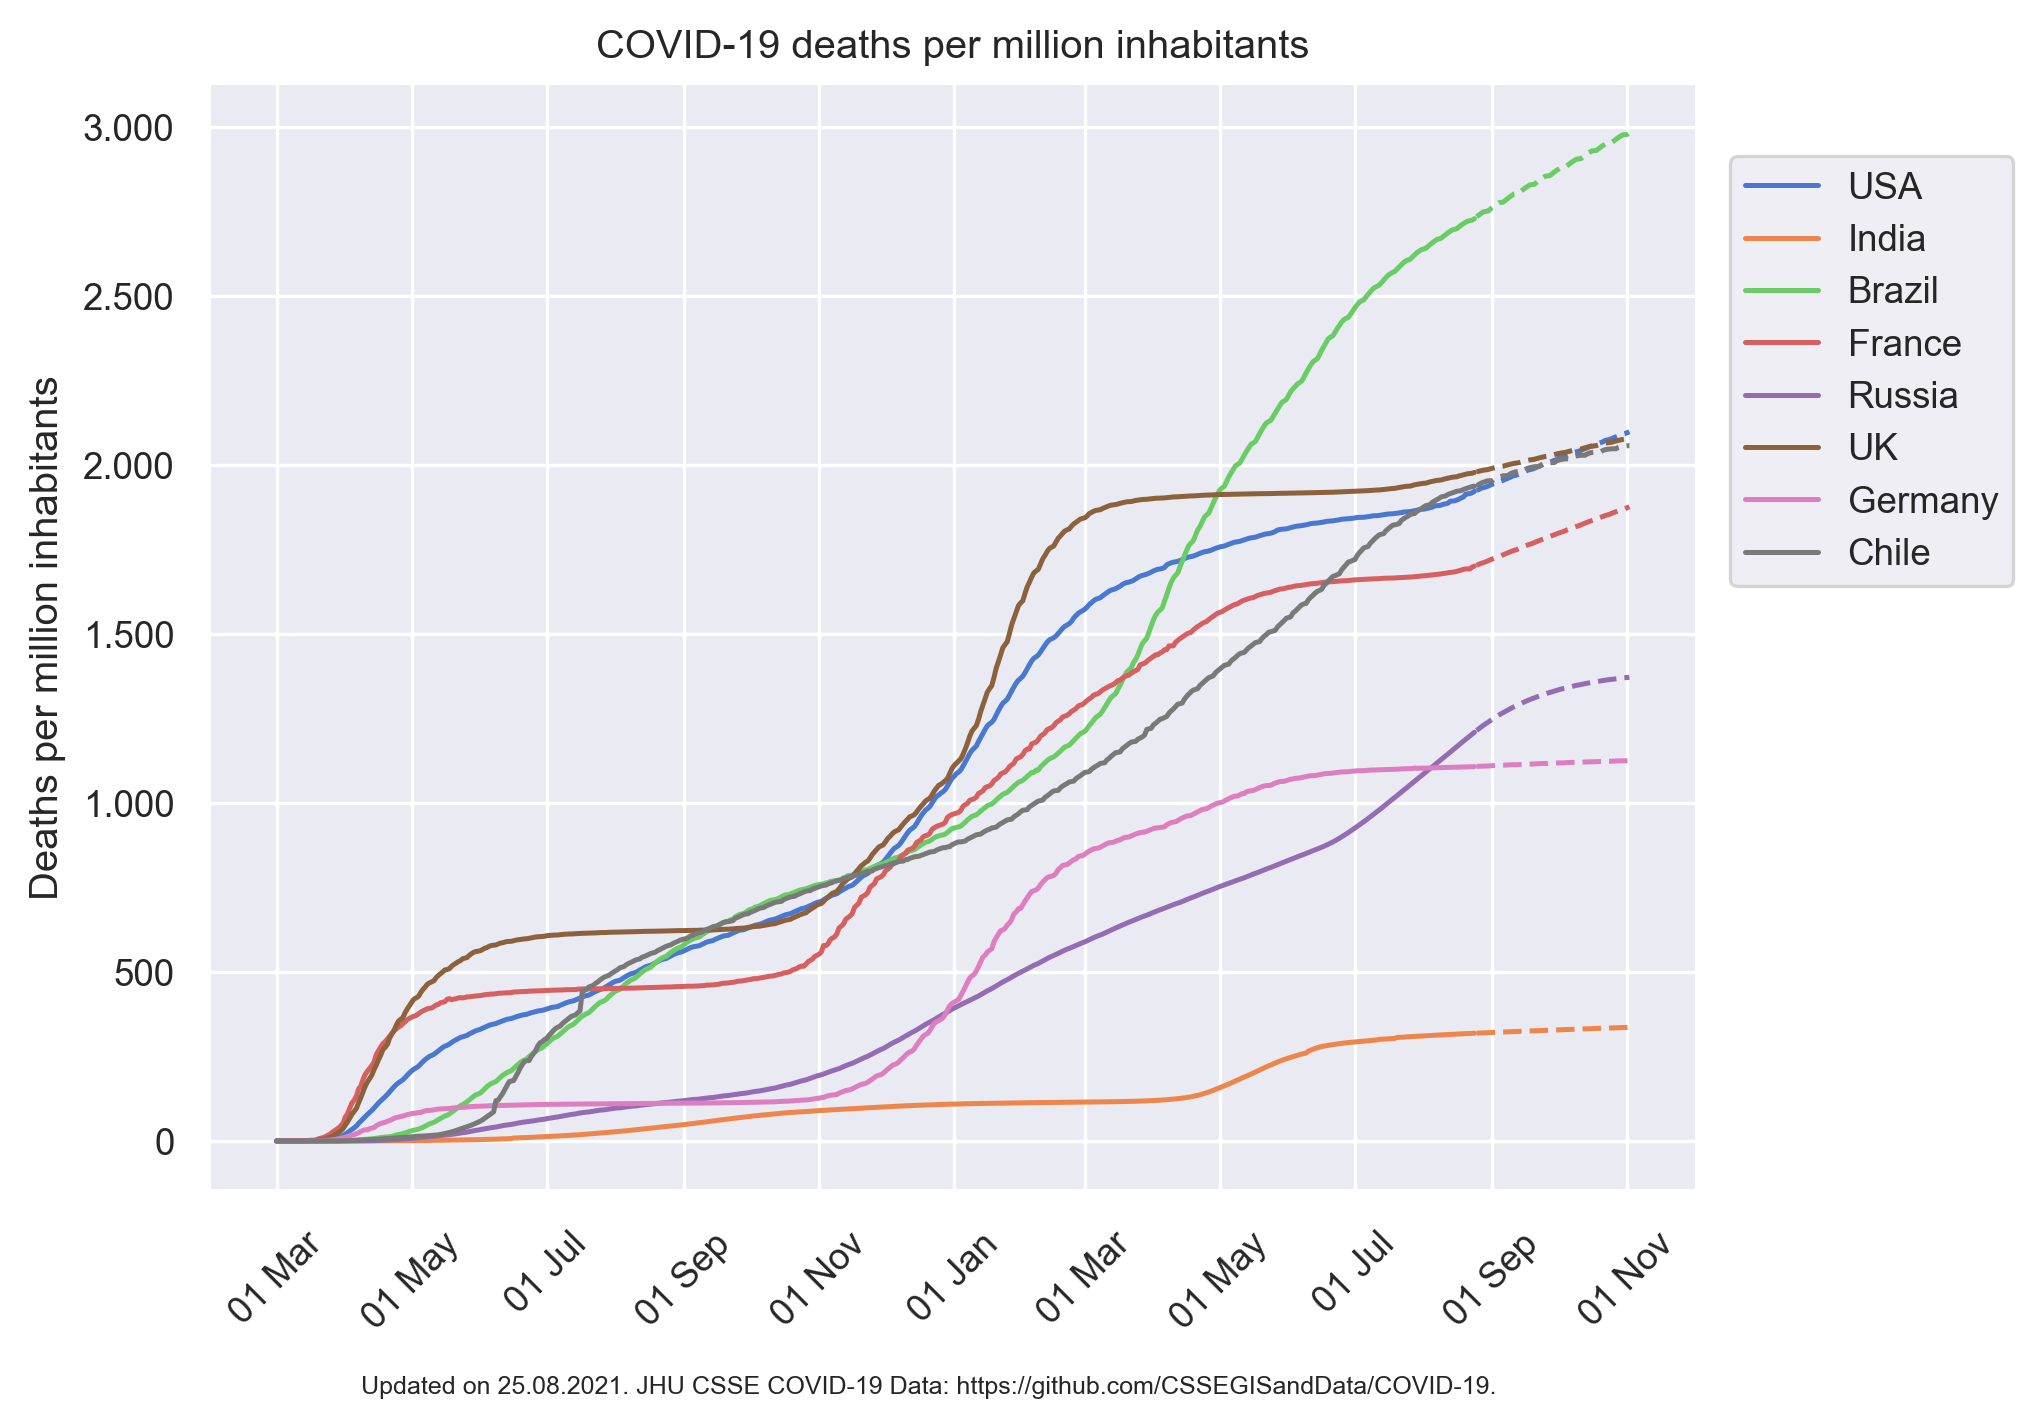 COVID-19 deaths per million inhabitants
3.000
2.500
2.000
1.500
1.000
500
0
Deaths per million inhabitants
USA
India
Brazil
France
Russia
UK
Germany
Chile
01 Mar
01 May
01 Jul
01 Sep
01 Nov
01 Jan
01 Mar
01 May
01 Jul
01 Sep
01 Nov
Updated on 25.08.2021. JHU CSSE COVID-19 Data: https://github.com/CSSEGISandData/COVID-19.